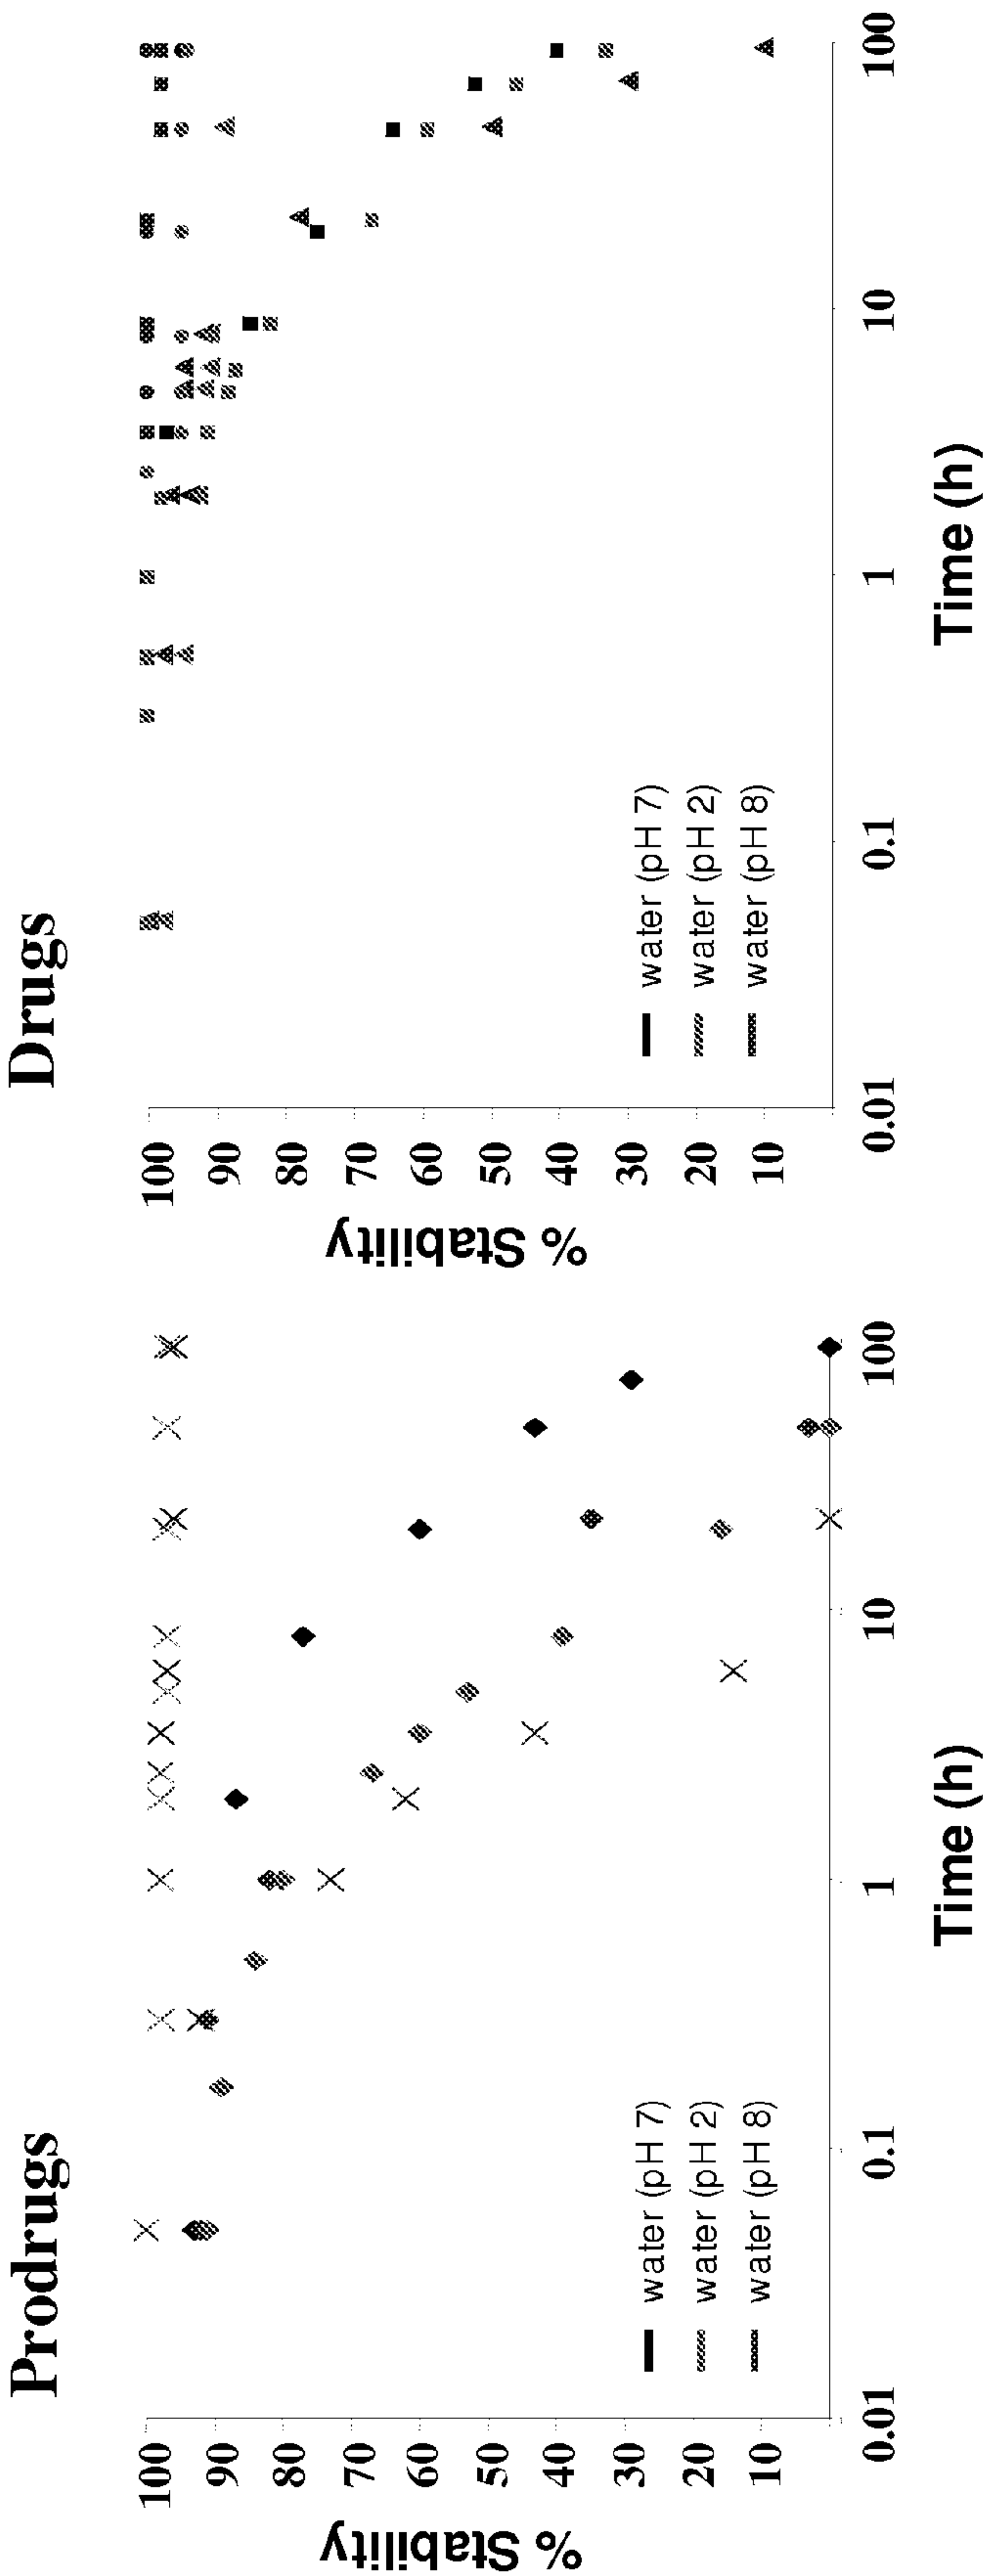 Prodrugs
% Stability
100
90
80
70
60
50
40
30
20
10
water (pH 7)
water (pH 2)
water (pH 8)
0.01
0.1
1
10
100
Time (h)
Drugs
% Stability
100
90
80
70
60
50
40
30
20
10
water (pH 7)
water (pH 2)
water (pH 8)
0.01
0.1
1
10
100
Time (h)